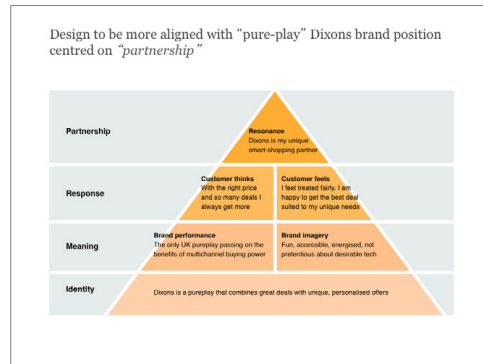 Design to be more aligned with “pure-play” Dixons brand position
centred on “partnership”
Partnership
Resonance
Dixons is my unique
smart-shopping partner
Response
Customer thinks
With the right price
and so many deals I
always get more
Customer feels
I feel treated fairly. I am
happy to get the best deal
suited to my unique needs
Meaning
Brand performance
The only UK pureplay passing on the
benefits of multichannel buying power
Brand imagery
Fun, accessible, energised, not
pretentious about desirable tech
Identity
Dixons is a pureplay that combines great deals with unique, personalised offers